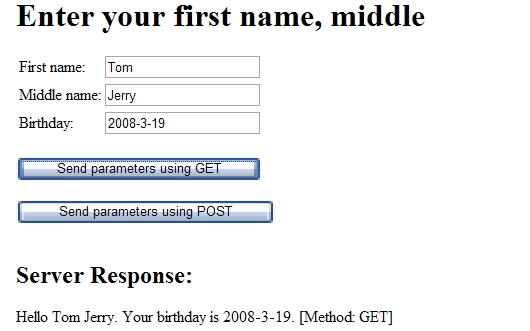 Enter your first name, middle
First name: Tom
Middle name: Jerry
Birthday: 2008-3-19
Send parameters using GET
Send parameters using POST
Server Response:
Hello Tom Jerry. Your birthday is 2008-3-19. [Method: GET]